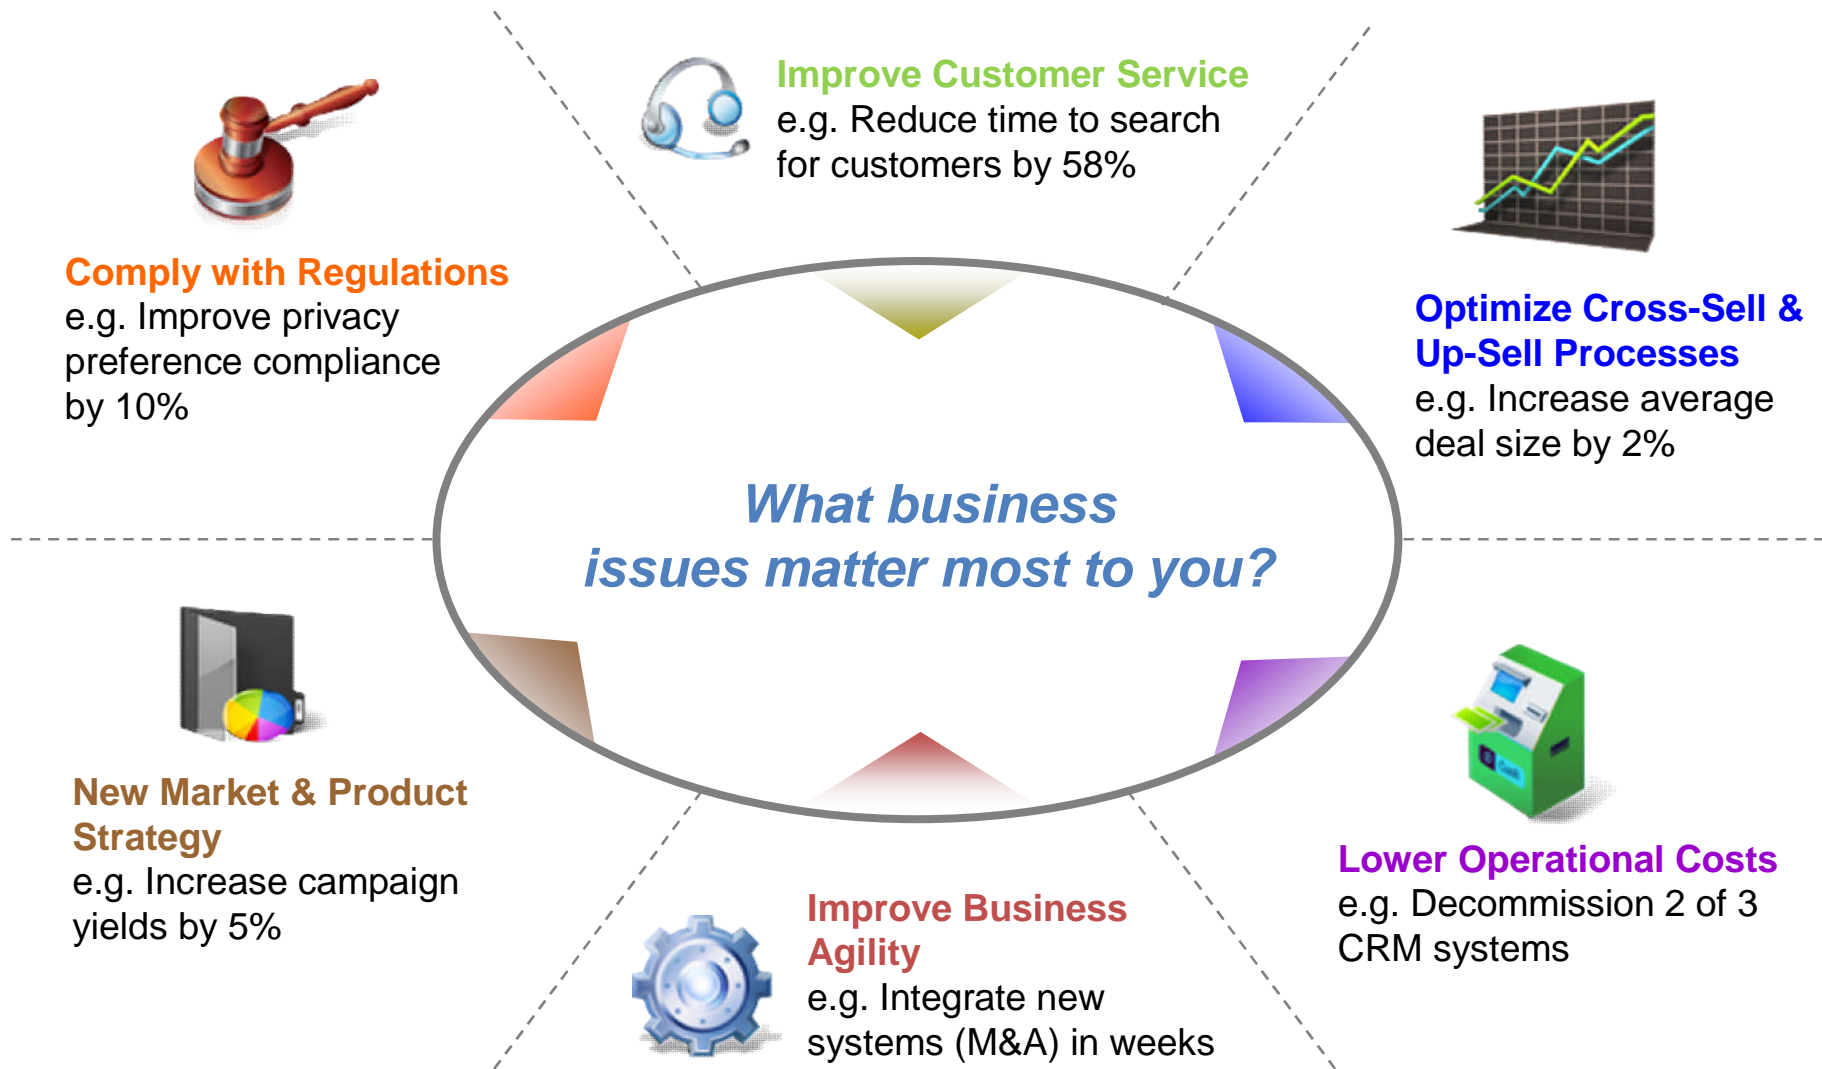 Improve Customer Service
e.g. Reduce time to search
for customers by 58%
Comply with Regulations
e.g. Improve privacy
preference compliance
by 10%
Optimize Cross-Sell &
Up-Sell Processes
e.g. Increase average
deal size by 2%
What business
issues matter most to you?
New Market & Product
Strategy
e.g. Increase campaign
yields by 5%
Improve Business
Agility
e.g. Integrate new
systems (M&A) in weeks
Lower Operational Costs
e.g. Decommission 2 of 3
CRM systems